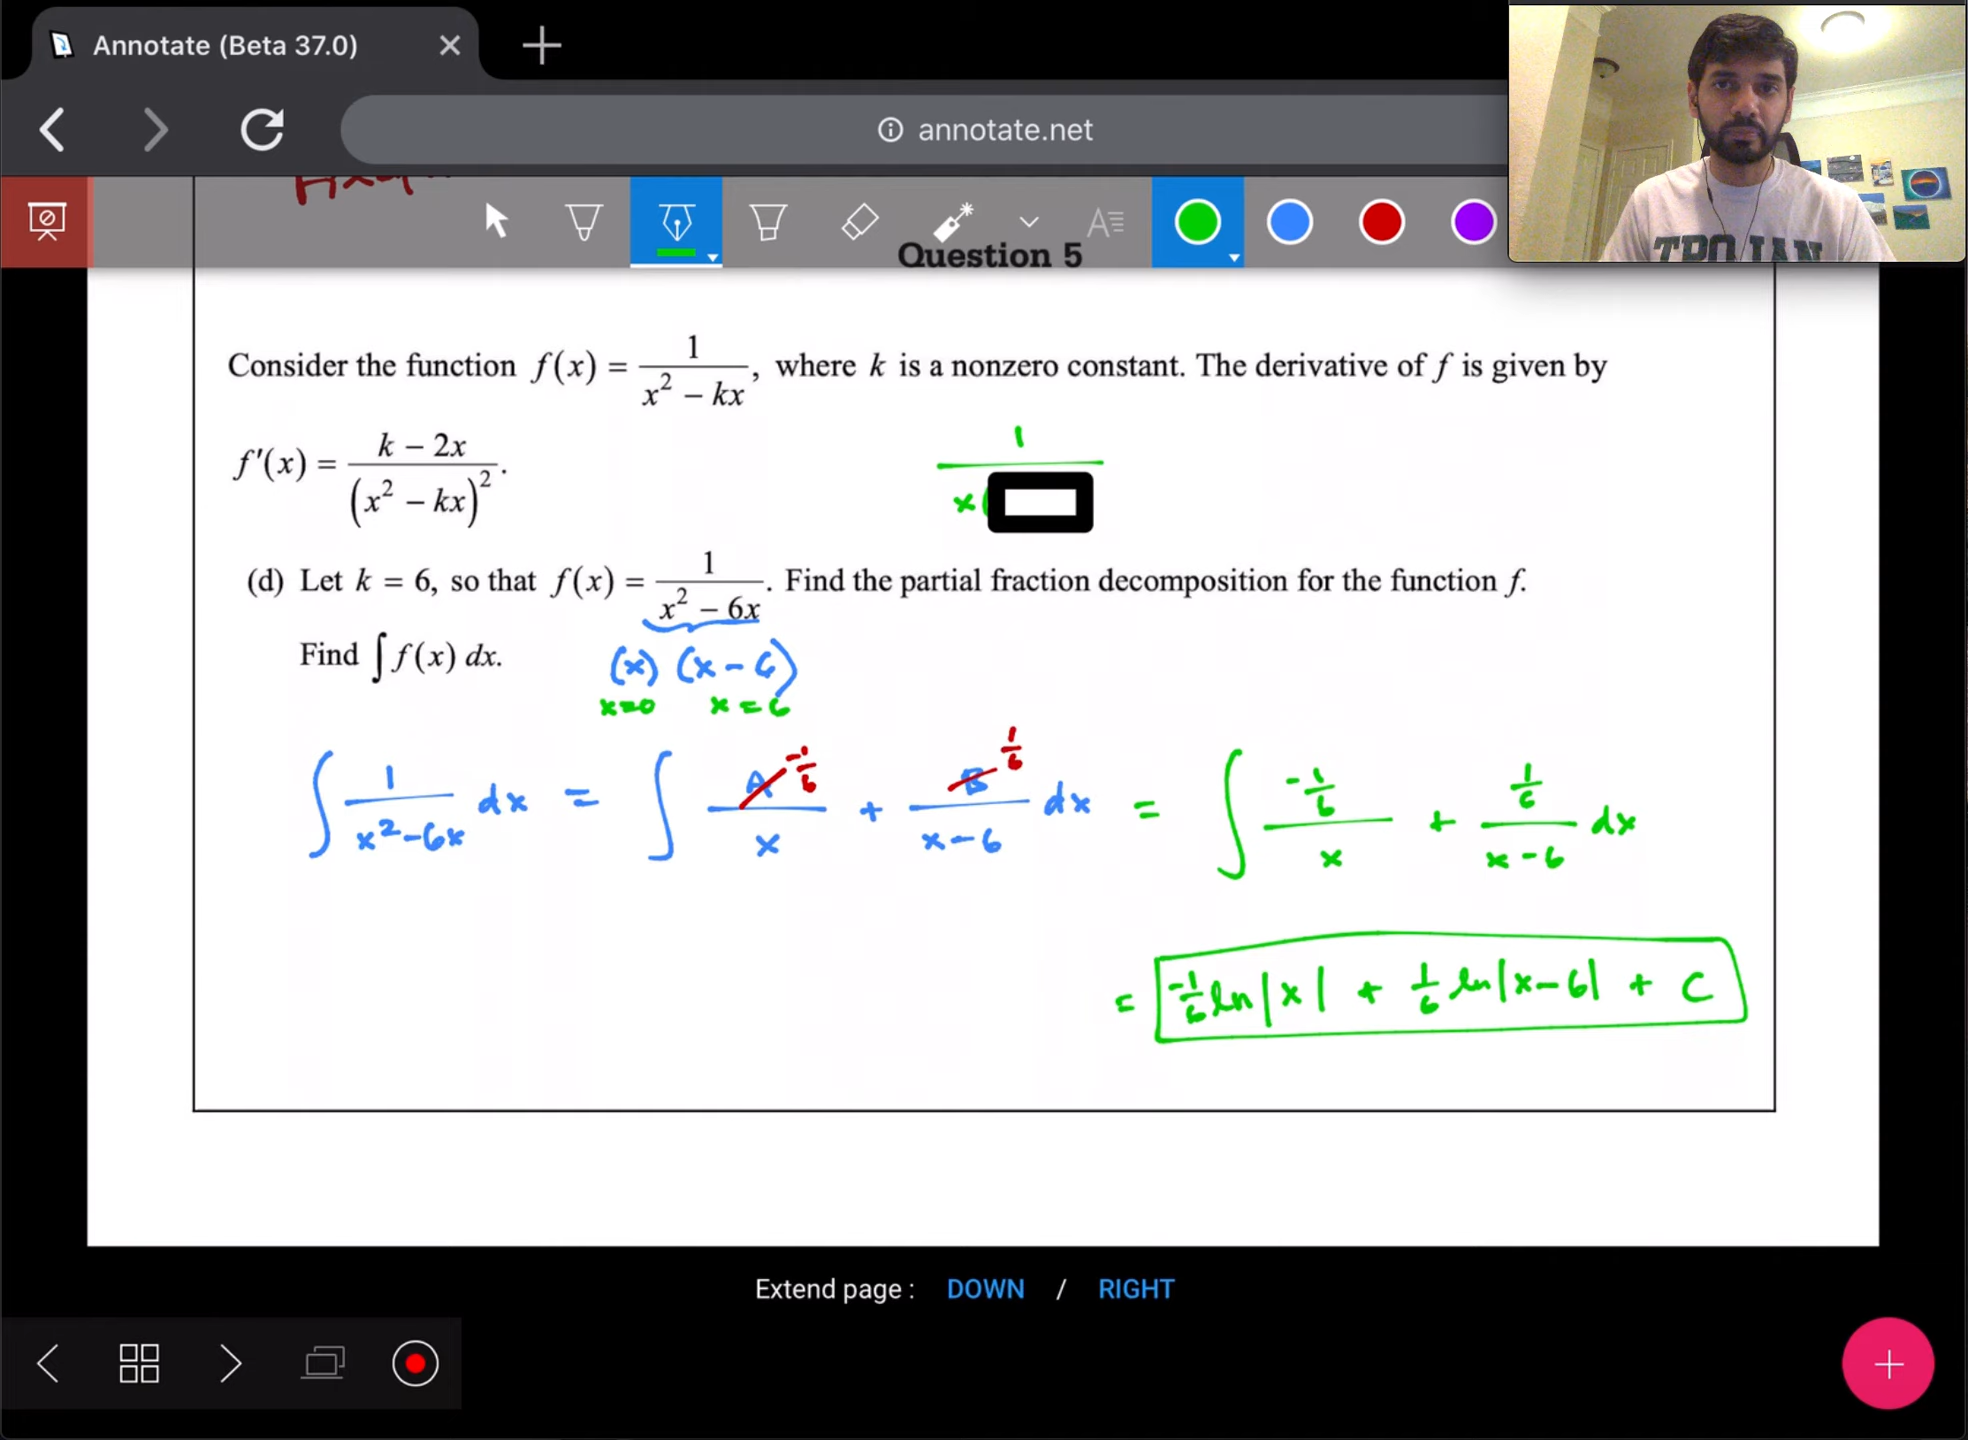 Annotate (Beta 37.0)
annotate.net
Question 5
Consider the function f(x) = 1/(x² − kx), where k is a nonzero constant. The derivative of f is given by
f′(x) = (k − 2x)/(x² − kx)².
1/x(
(d) Let k = 6, so that f(x) = 1/(x² − 6x). Find the partial fraction decomposition for the function f.
Find ∫ f(x) dx.
(x) (x − 6)
x=0 x = 6
∫ 1/(x²−6x) dx = ∫ A/x + B/(x−6) dx = ∫ (−1/6)/x + (1/6)/(x−6) dx
−1/6 1/6
= −1/6 ln|x| + 1/6 ln|x−6| + C
TROJAN
Extend page : DOWN / RIGHT